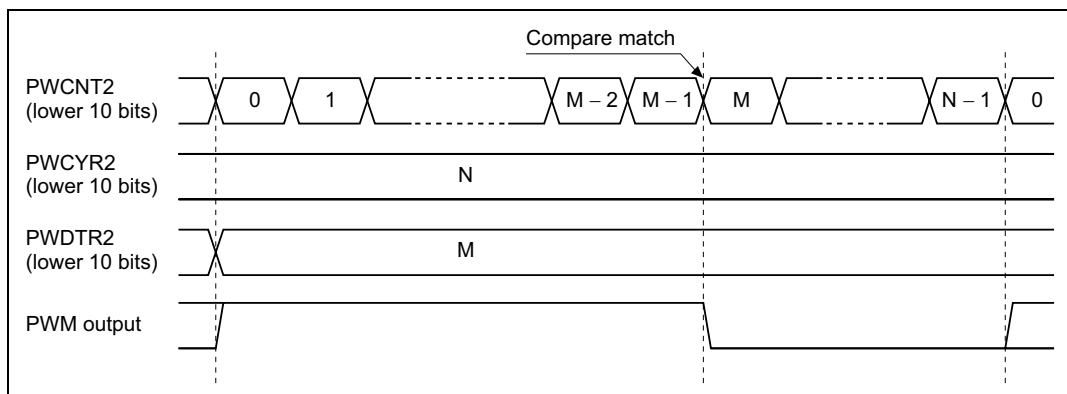 Compare match
PWCNT2
(lower 10 bits)
0 1 M – 2 M – 1 M N – 1 0
PWCYR2
(lower 10 bits)
N
PWDTR2
(lower 10 bits)
M
PWM output